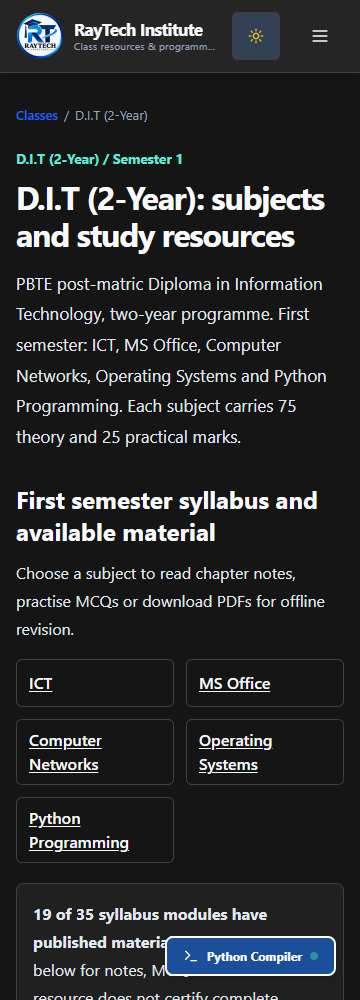 RT
RAYTECH
RayTech Institute
Class resources & programm...
Classes / D.I.T (2-Year)
D.I.T (2-Year) / Semester 1
D.I.T (2-Year): subjects
and study resources
PBTE post-matric Diploma in Information
Technology, two-year programme. First
semester: ICT, MS Office, Computer
Networks, Operating Systems and Python
Programming. Each subject carries 75
theory and 25 practical marks.
First semester syllabus and
available material
Choose a subject to read chapter notes,
practise MCQs or download PDFs for offline
revision.
ICT
MS Office
Computer
Networks
Operating
Systems
Python
Programming
19 of 35 syllabus modules have
published
Python Compiler
below for notes,
resource does not certify complete